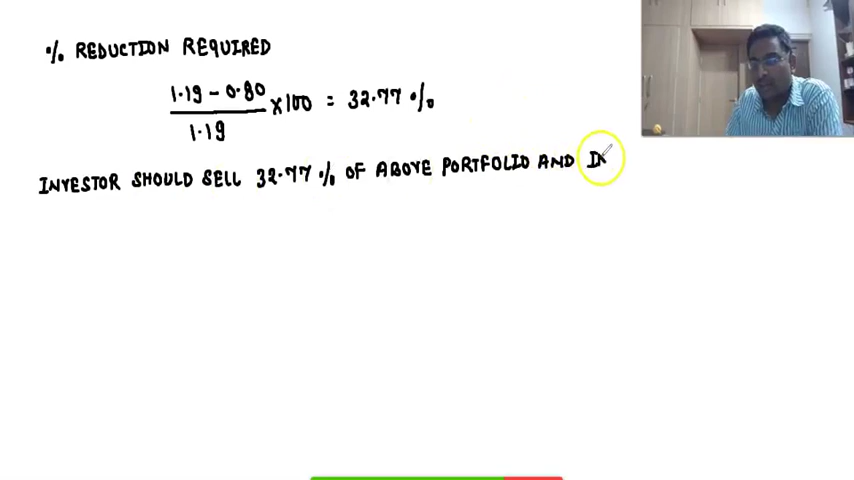 % REDUCTION REQUIRED
1.19 - 0.80
x100 = 32.77 %
1.19
INVESTOR SHOULD SELL 32.77 % OF ABOVE PORTFOLIO AND IN